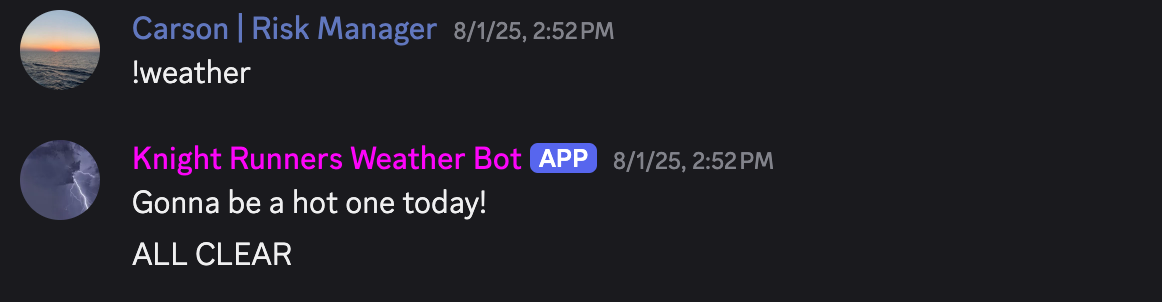 Carson | Risk Manager 8/1/25, 2:52 PM
!weather
Knight Runners Weather Bot APP 8/1/25, 2:52 PM
Gonna be a hot one today!
ALL CLEAR